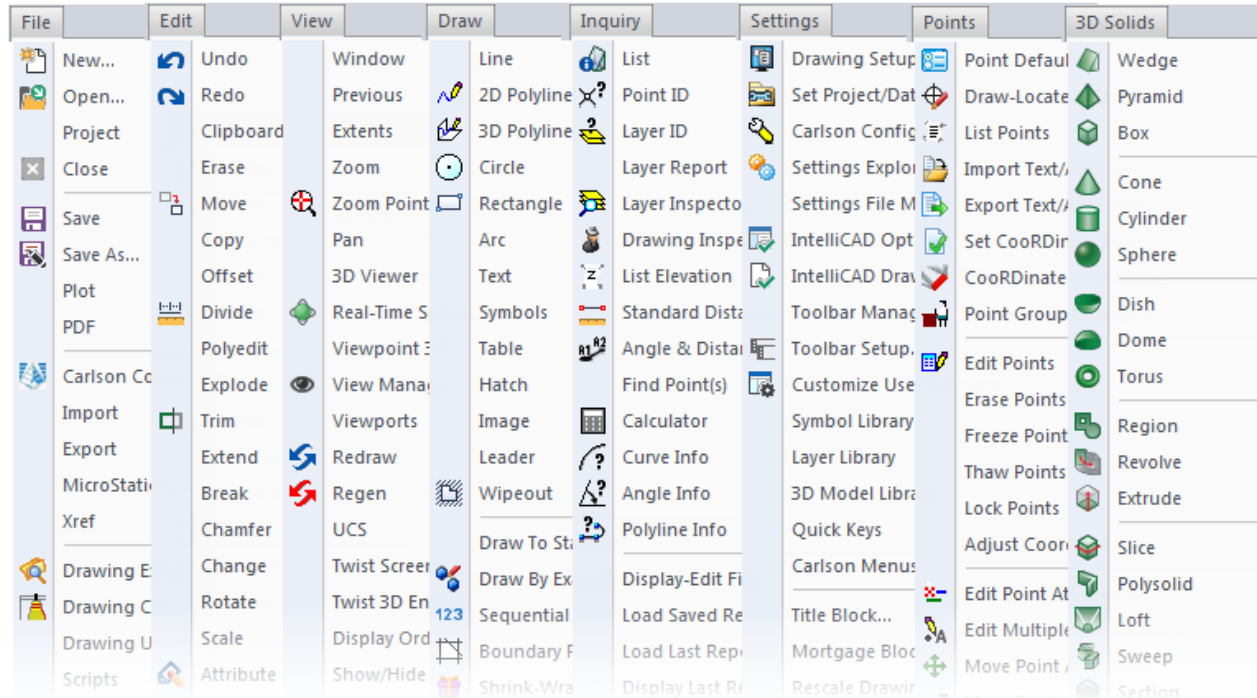 File
New...
Open...
Project
Close
Save
Save As...
Plot
PDF
Carlson Co
Import
Export
MicroStati
Xref
Drawing E
Drawing C
Drawing U
Scripts
Edit
Undo
Redo
Clipboard
Erase
Move
Copy
Offset
Divide
Polyedit
Explode
Trim
Extend
Break
Chamfer
Change
Rotate
Scale
Attribute
View
Window
Previous
Extents
Zoom
Zoom Point
Pan
3D Viewer
Real-Time S
Viewpoint 3
View Mana
Viewports
Redraw
Regen
UCS
Twist Screen
Twist 3D En
Display Ord
Show/Hide
Draw
Line
2D Polyline
3D Polyline
Circle
Rectangle
Arc
Text
Symbols
Table
Hatch
Image
Leader
Wipeout
Draw To Sta
Draw By Exa
Sequential
Boundary P
Shrink-Wra
Inquiry
List
Point ID
Layer ID
Layer Report
Layer Inspecto
Drawing Inspe
List Elevation
Standard Dista
Angle & Distan
Find Point(s)
Calculator
Curve Info
Angle Info
Polyline Info
Display-Edit Fi
Load Saved Re
Load Last Repo
Display Last Re
Settings
Drawing Setup
Set Project/Dat
Carlson Config
Settings Explor
Settings File M
IntelliCAD Opt
IntelliCAD Draw
Toolbar Manag
Toolbar Setup.
Customize Use
Symbol Library
Layer Library
3D Model Libra
Quick Keys
Carlson Menus
Title Block...
Mortgage Bloc
Rescale Drawin
Points
Point Defaul
Draw-Locate
List Points
Import Text/A
Export Text/A
Set CooRDin
CooRDinate
Point Group
Edit Points
Erase Points
Freeze Point
Thaw Points
Lock Points
Adjust Coord
Edit Point At
Edit Multiple
Move Point A
3D Solids
Wedge
Pyramid
Box
Cone
Cylinder
Sphere
Dish
Dome
Torus
Region
Revolve
Extrude
Slice
Polysolid
Loft
Sweep
Section